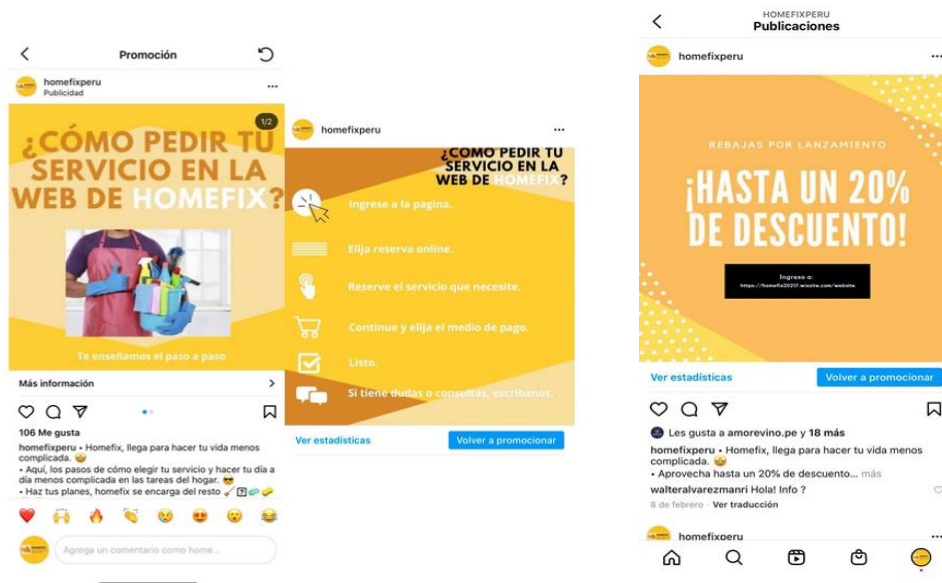 Promoción
homefixperu
Publicidad
1/2
¿CÓMO PEDIR TU
SERVICIO EN LA
WEB DE HOMEFIX?
Te enseñamos el paso a paso
Más información
106 Me gusta
homefixperu • Homefix, llega para hacer tu vida menos
complicada.
• Aquí, los pasos de cómo elegir tu servicio y hacer tu día a
día menos complicada en las tareas del hogar.
• Haz tus planes, homefix se encarga del resto
Agrega un comentario como home...
homefixperu
¿COMO PEDIR TU
SERVICIO EN LA
WEB DE HOMEFIX?
Ingrese a la pagina.
Elija reserva online.
Reserve el servicio que necesite.
Continue y elija el medio de pago.
Listo.
Si tiene dudas o consultas, escribanos.
Ver estadísticas
Volver a promocionar
HOMEFIXPERU
Publicaciones
homefixperu
REBAJAS POR LANZAMIENTO
¡HASTA UN 20%
DE DESCUENTO!
Ingresa a:
https://homefix20217.wixsite.com/website
Ver estadísticas
Volver a promocionar
Les gusta a amorevino.pe y 18 más
homefixperu • Homefix, llega para hacer tu vida menos
complicada.
• Aprovecha hasta un 20% de descuento... más
walteralvarezmanri Hola! Info ?
8 de febrero · Ver traducción
homefixperu